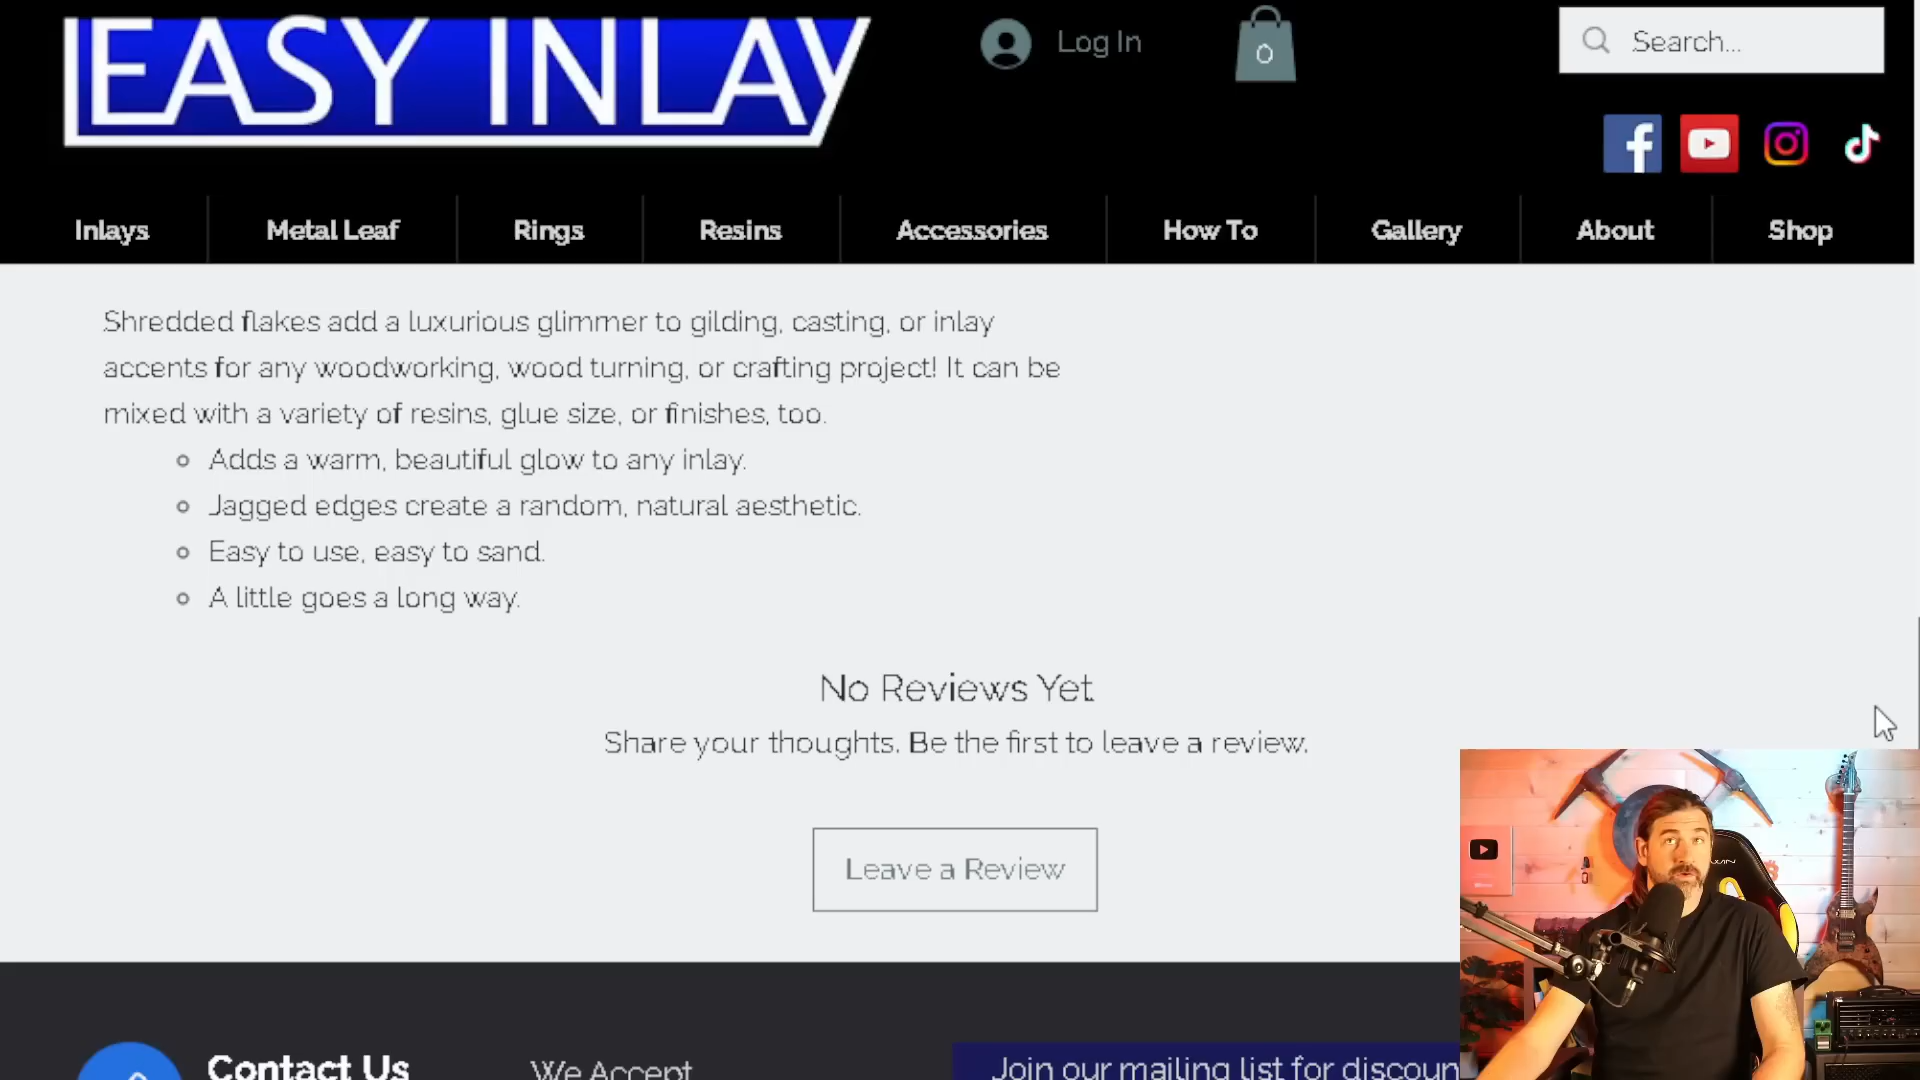 EASY INLAY
Log In
0
Search...
Inlays
Metal Leaf
Rings
Resins
Accessories
How To
Gallery
About
Shop
Shredded flakes add a luxurious glimmer to gilding, casting, or inlay
accents for any woodworking, wood turning, or crafting project! It can be
mixed with a variety of resins, glue size, or finishes, too.
Adds a warm, beautiful glow to any inlay.
Jagged edges create a random, natural aesthetic.
Easy to use, easy to sand.
A little goes a long way.
No Reviews Yet
Share your thoughts. Be the first to leave a review.
Leave a Review
Contact Us
We Accept
Join our mailing list for discoun